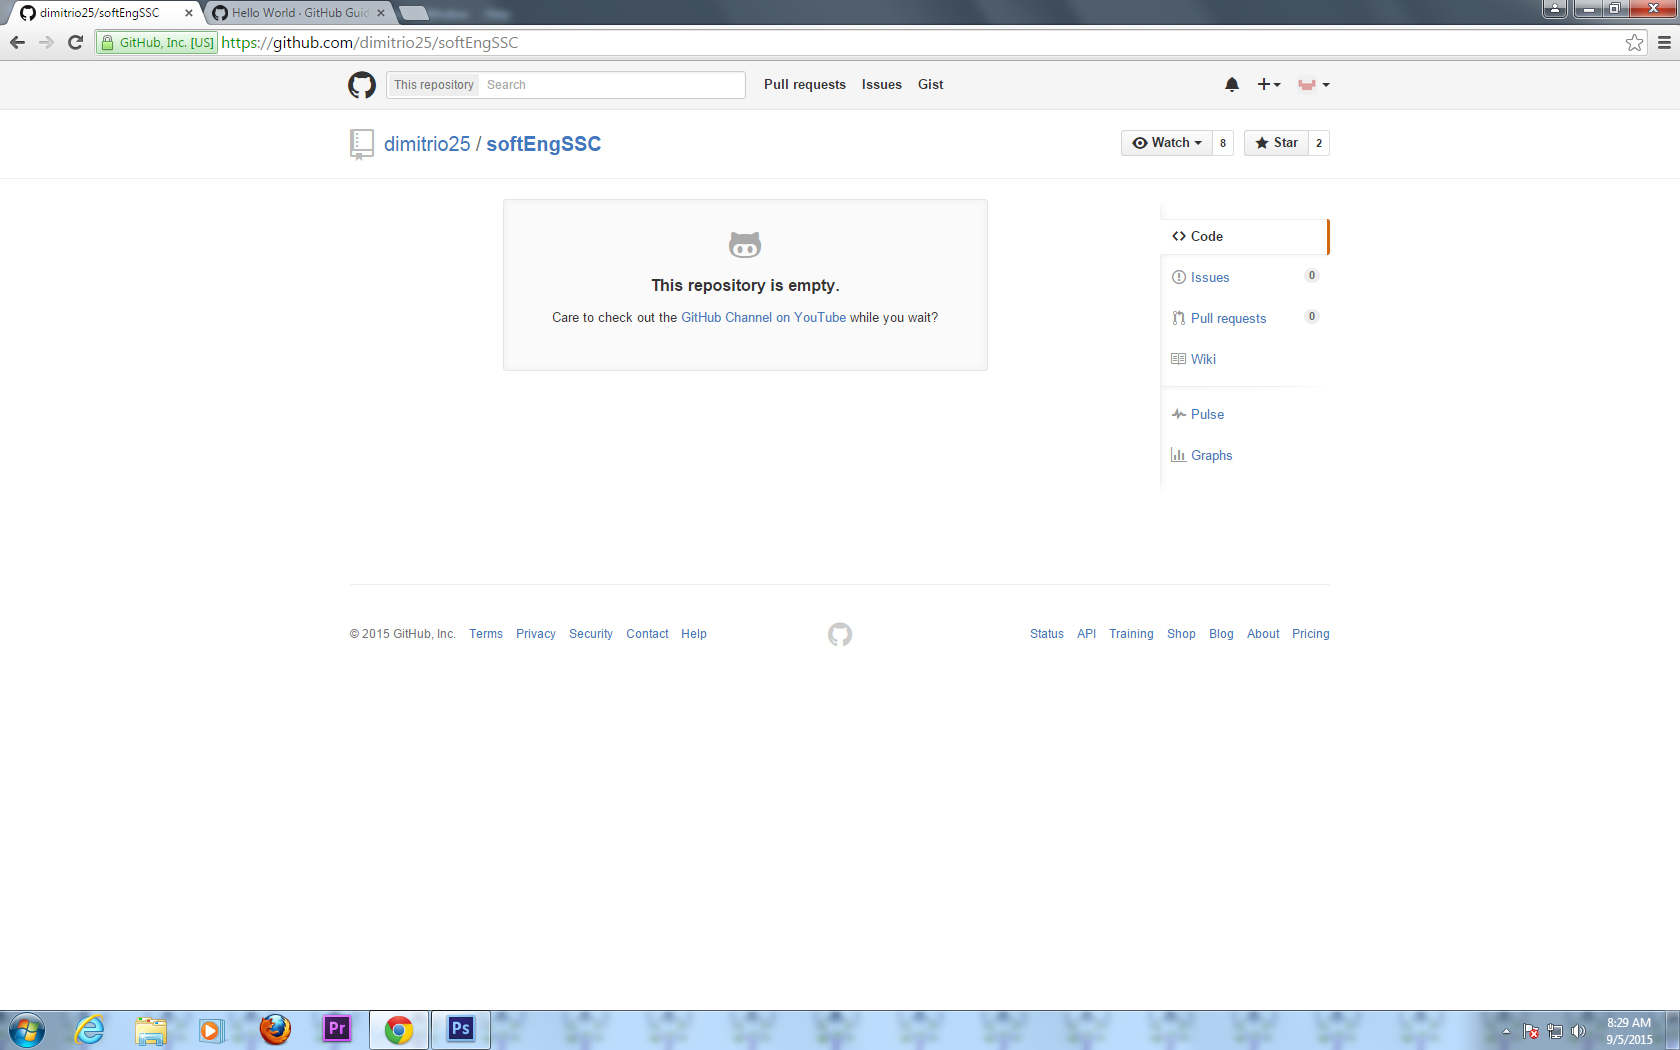 dimitrio25/softEngSSC
Hello World · GitHub Guid
GitHub, Inc. [US] https://github.com/dimitrio25/softEngSSC
This repository Search Pull requests Issues Gist
dimitrio25 / softEngSSC
Watch 8 Star 2
This repository is empty.
Care to check out the GitHub Channel on YouTube while you wait?
Code
Issues 0
Pull requests 0
Wiki
Pulse
Graphs
© 2015 GitHub, Inc. Terms Privacy Security Contact Help
Status API Training Shop Blog About Pricing
Pr
Ps
8:29 AM
9/5/2015